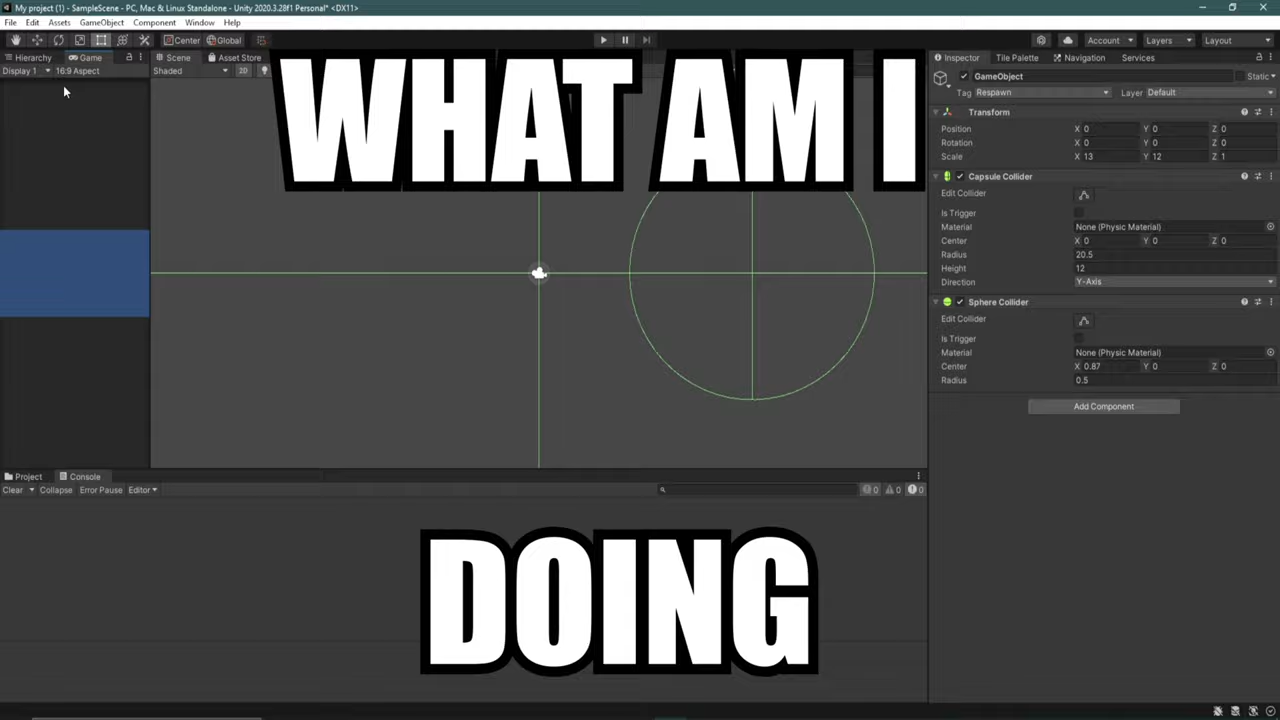 My project (1) - SampleScene - PC, Mac & Linux Standalone - Unity 2020.3.28f1 Personal* <DX11>
File Edit Assets GameObject Component Window Help
Center Global Account Layers Layout
Hierarchy Game Scene Asset Store Inspector Tile Palette Navigation Services
Display 1 16:9 Aspect Shaded 2D
WHAT AM I
GameObject Static
Tag Respawn Layer Default
Transform
Position X 0 Y 0 Z 0
Rotation X 0 Y 0 Z 0
Scale X 13 Y 12 Z 1
Capsule Collider
Edit Collider
Is Trigger
Material None (Physic Material)
Center X 0 Y 0 Z 0
Radius 20.5
Height 12
Direction Y-Axis
Sphere Collider
Edit Collider
Is Trigger
Material None (Physic Material)
Center X 0.87 Y 0 Z 0
Radius 0.5
Add Component
Project Console
Clear Collapse Error Pause Editor 0 0 0
DOING